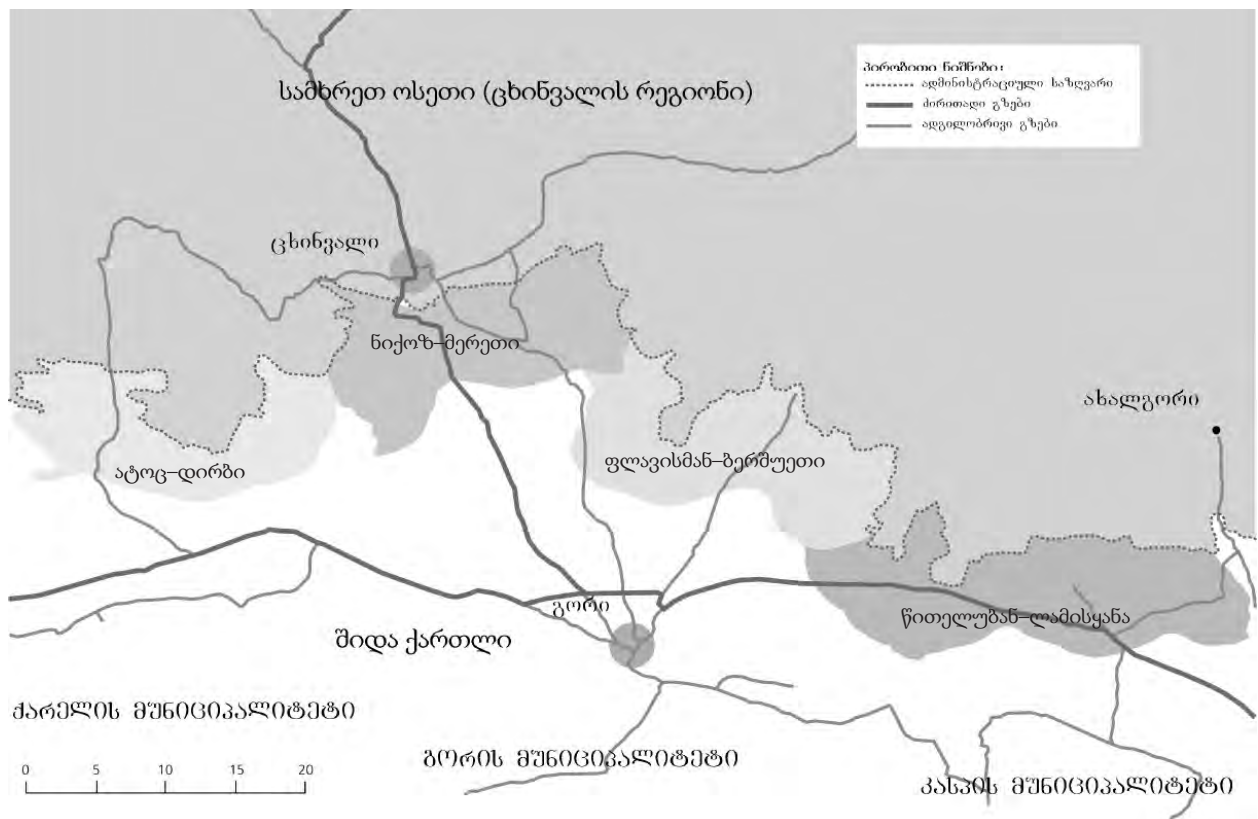 პირობითი ნიშნები:
ადმინისტრაციული საზღვარი
ძირითადი გზები
ადგილობრივი გზები
სამხრეთ ოსეთი (ცხინვალის რეგიონი)
ცხინვალი
ნიქოზ–მერეთი
ახალგორი
ატოც–დირბი
ფლავისმან–ბერშუეთი
გორი
წითელუბან–ლამისყანა
შიდა ქართლი
ქარელის მუნიციპალიტეტი
გორის მუნიციპალიტეტი
კასპის მუნიციპალიტეტი
0 5 10 15 20